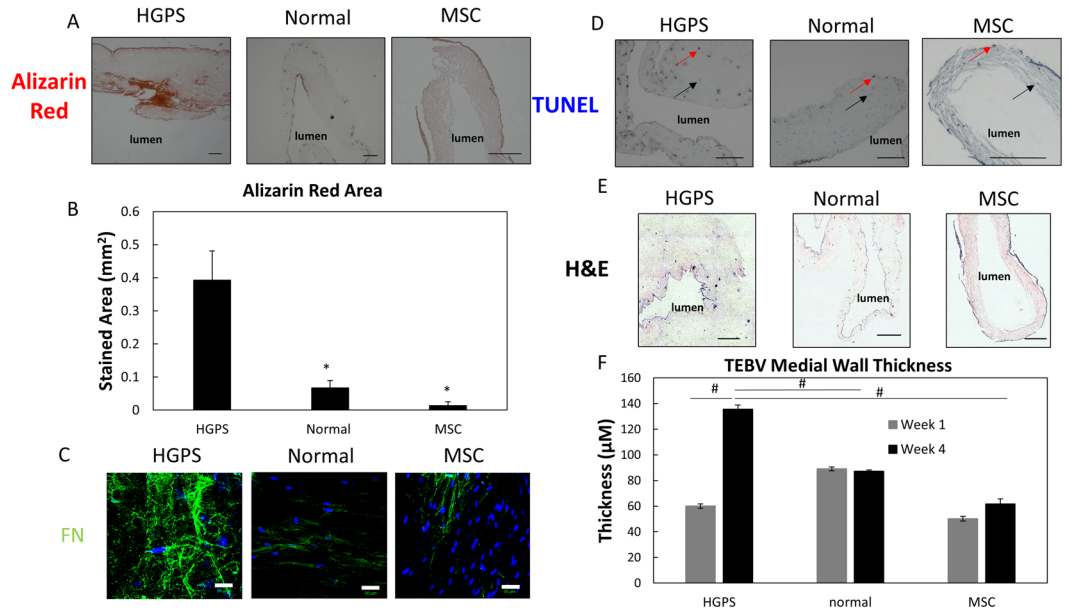 A
HGPS
Normal
MSC
Alizarin
Red
lumen
lumen
lumen
B
Alizarin Red Area
Stained Area (mm²)
0.6
0.5
0.4
0.3
0.2
0.1
0
*
*
HGPS
Normal
MSC
C
HGPS
Normal
MSC
FN
D
HGPS
Normal
MSC
TUNEL
lumen
lumen
lumen
E
HGPS
Normal
MSC
H&E
lumen
lumen
lumen
F
TEBV Medial Wall Thickness
Thickness (µM)
160
140
120
100
80
60
40
20
0
#
#
#
Week 1
Week 4
HGPS
normal
MSC